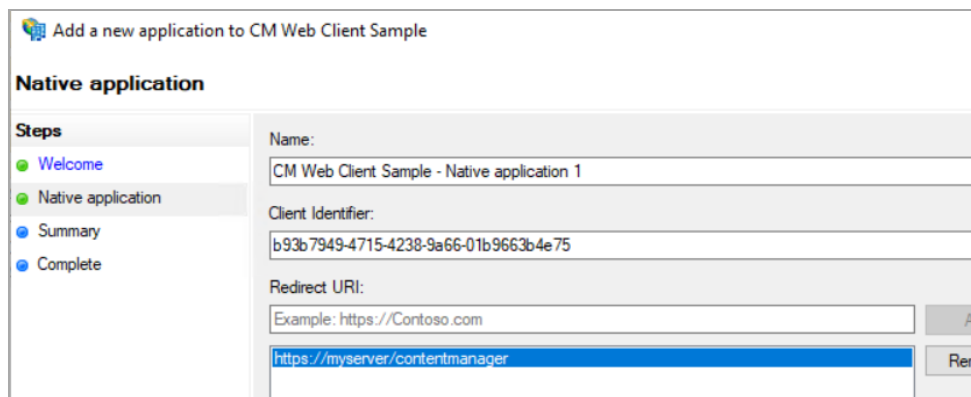 Add a new application to CM Web Client Sample
Native application
Steps
Welcome
Native application
Summary
Complete
Name:
CM Web Client Sample - Native application 1
Client Identifier:
b93b7949-4715-4238-9a66-01b9663b4e75
Redirect URI:
Example: https://Contoso.com
A
https://myserver/contentmanager
Rer